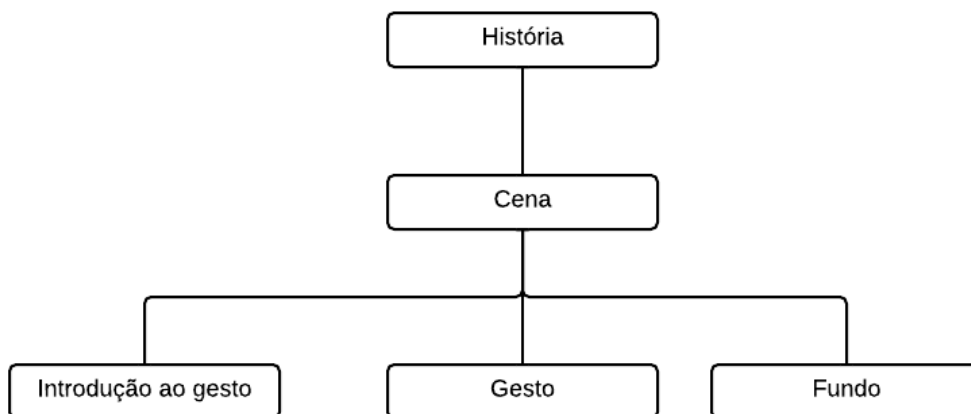 História
Cena
Introdução ao gesto
Gesto
Fundo